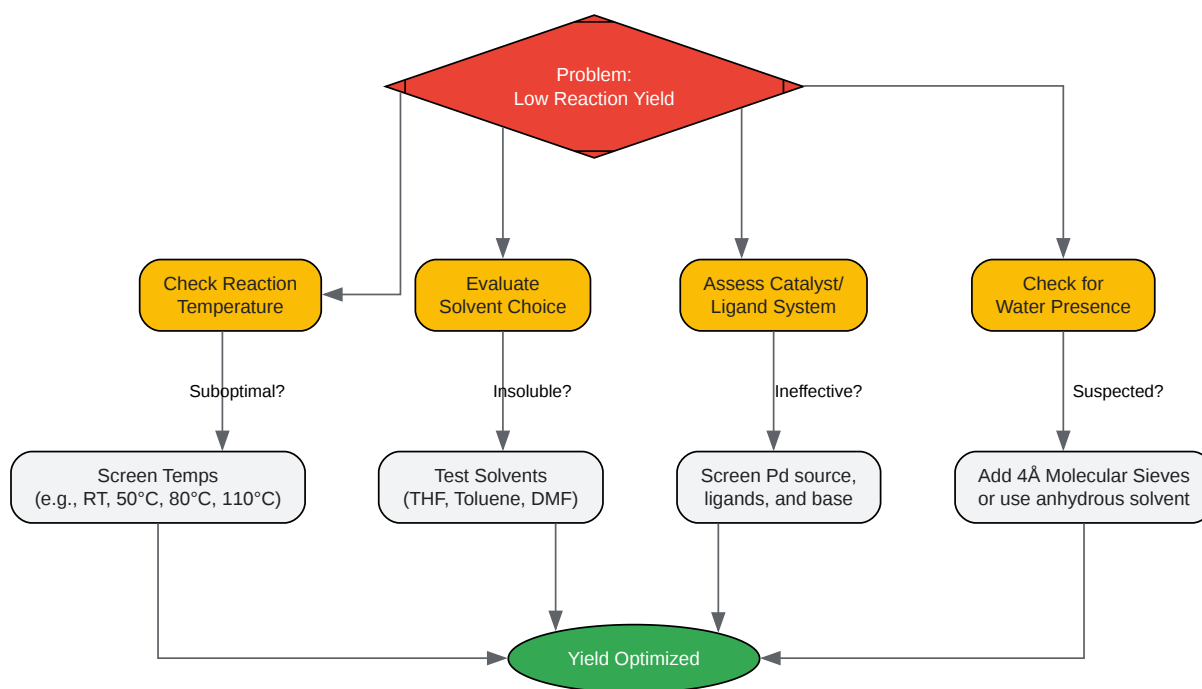 Problem:
Low Reaction Yield
Check Reaction
Temperature
Evaluate
Solvent Choice
Assess Catalyst/
Ligand System
Check for
Water Presence
Suboptimal?
Insoluble?
Ineffective?
Suspected?
Screen Temps
(e.g., RT, 50°C, 80°C, 110°C)
Test Solvents
(THF, Toluene, DMF)
Screen Pd source,
ligands, and base
Add 4Å Molecular Sieves
or use anhydrous solvent
Yield Optimized